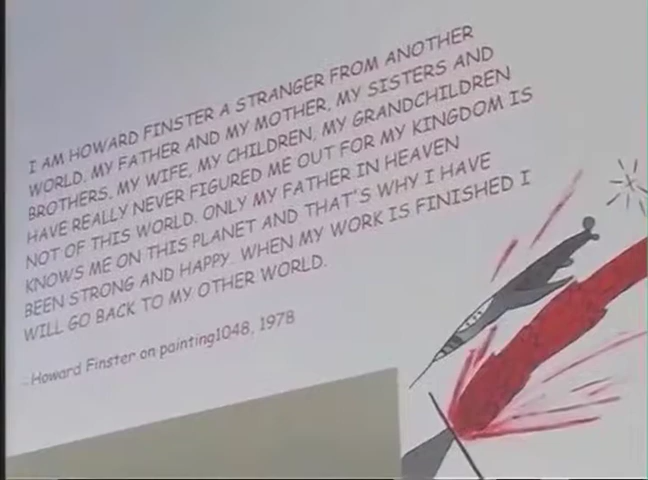 I AM HOWARD FINSTER A STRANGER FROM ANOTHER
WORLD. MY FATHER AND MY MOTHER, MY SISTERS AND
BROTHERS, MY WIFE, MY CHILDREN, MY GRANDCHILDREN
HAVE REALLY NEVER FIGURED ME OUT FOR MY KINGDOM IS
NOT OF THIS WORLD. ONLY MY FATHER IN HEAVEN
KNOWS ME ON THIS PLANET AND THAT'S WHY I HAVE
BEEN STRONG AND HAPPY. WHEN MY WORK IS FINISHED I
WILL GO BACK TO MY OTHER WORLD.
- Howard Finster on painting1048, 1978